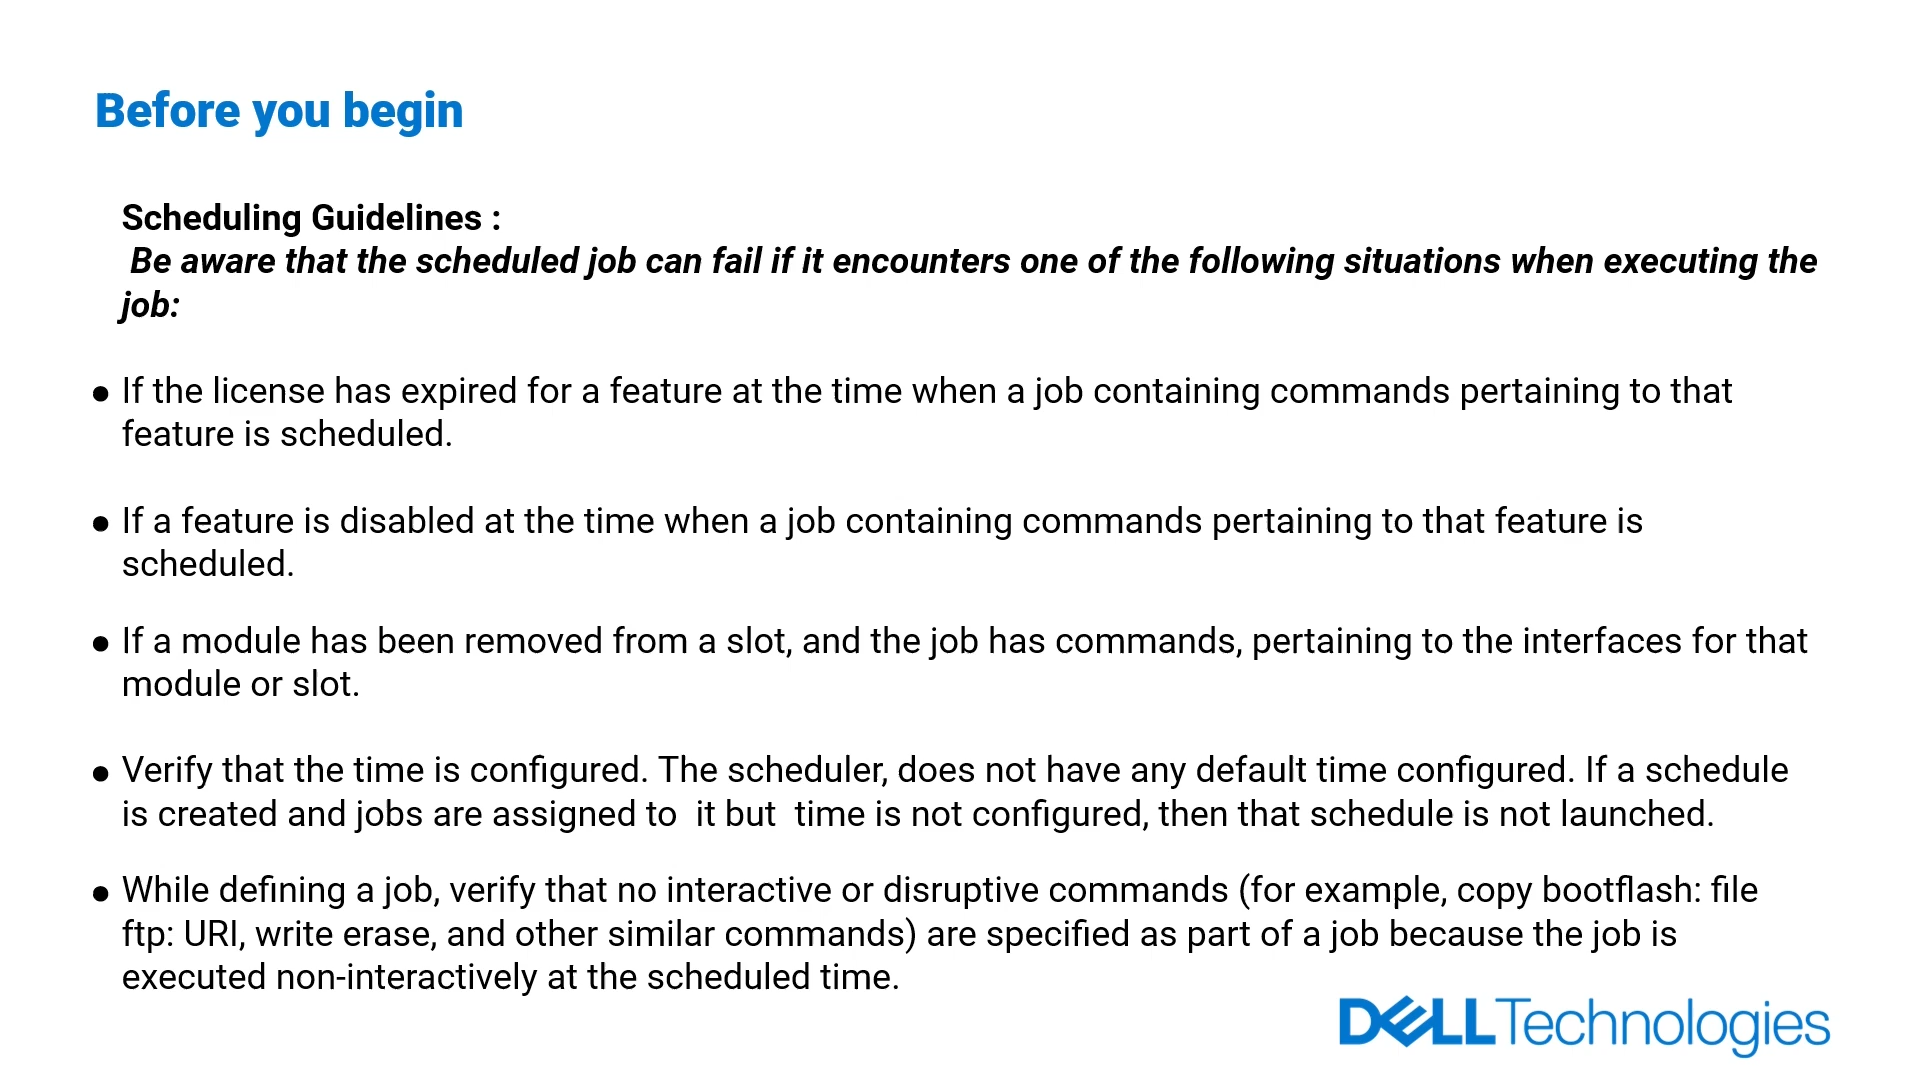 Before you begin
Scheduling Guidelines :
Be aware that the scheduled job can fail if it encounters one of the following situations when executing the
job:
● If the license has expired for a feature at the time when a job containing commands pertaining to that
feature is scheduled.
● If a feature is disabled at the time when a job containing commands pertaining to that feature is
scheduled.
● If a module has been removed from a slot, and the job has commands, pertaining to the interfaces for that
module or slot.
● Verify that the time is configured. The scheduler, does not have any default time configured. If a schedule
is created and jobs are assigned to  it but  time is not configured, then that schedule is not launched.
● While defining a job, verify that no interactive or disruptive commands (for example, copy bootflash: file
ftp: URI, write erase, and other similar commands) are specified as part of a job because the job is
executed non-interactively at the scheduled time.
DELL Technologies